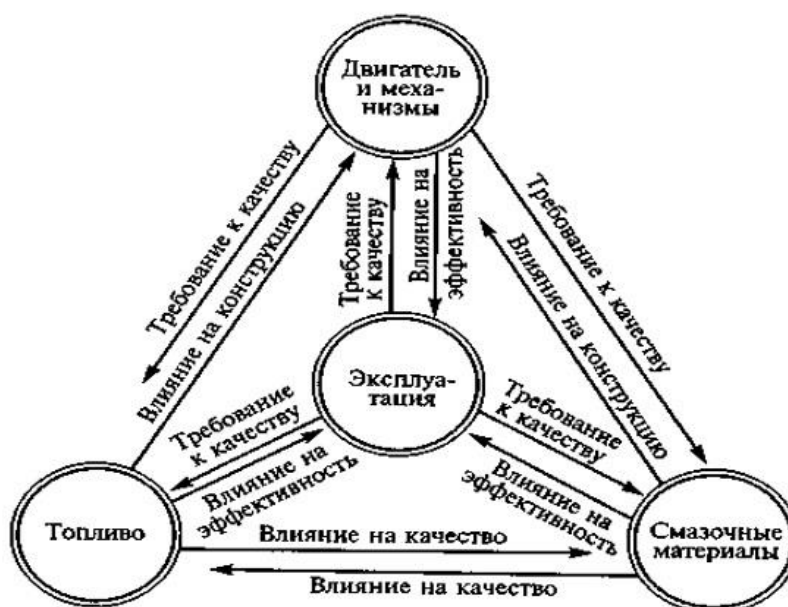 Двигатель
и меха-
низмы
Требование к качеству
Влияние на конструкцию
Требование
к качеству
Влияние на
эффективность
Требование к качеству
Влияние на конструкцию
Эксплуа-
тация
Требование
к качеству
Влияние на
эффективность
Требование
к качеству
Влияние на
эффективность
Топливо
Влияние на качество
Влияние на качество
Смазочные
материалы